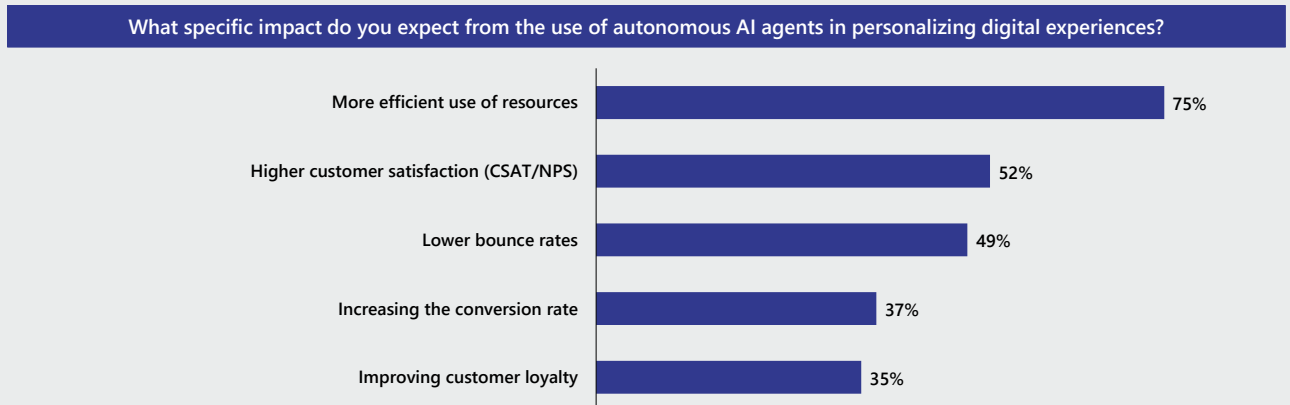 What specific impact do you expect from the use of autonomous AI agents in personalizing digital experiences?
More efficient use of resources 75%
Higher customer satisfaction (CSAT/NPS) 52%
Lower bounce rates 49%
Increasing the conversion rate 37%
Improving customer loyalty 35%